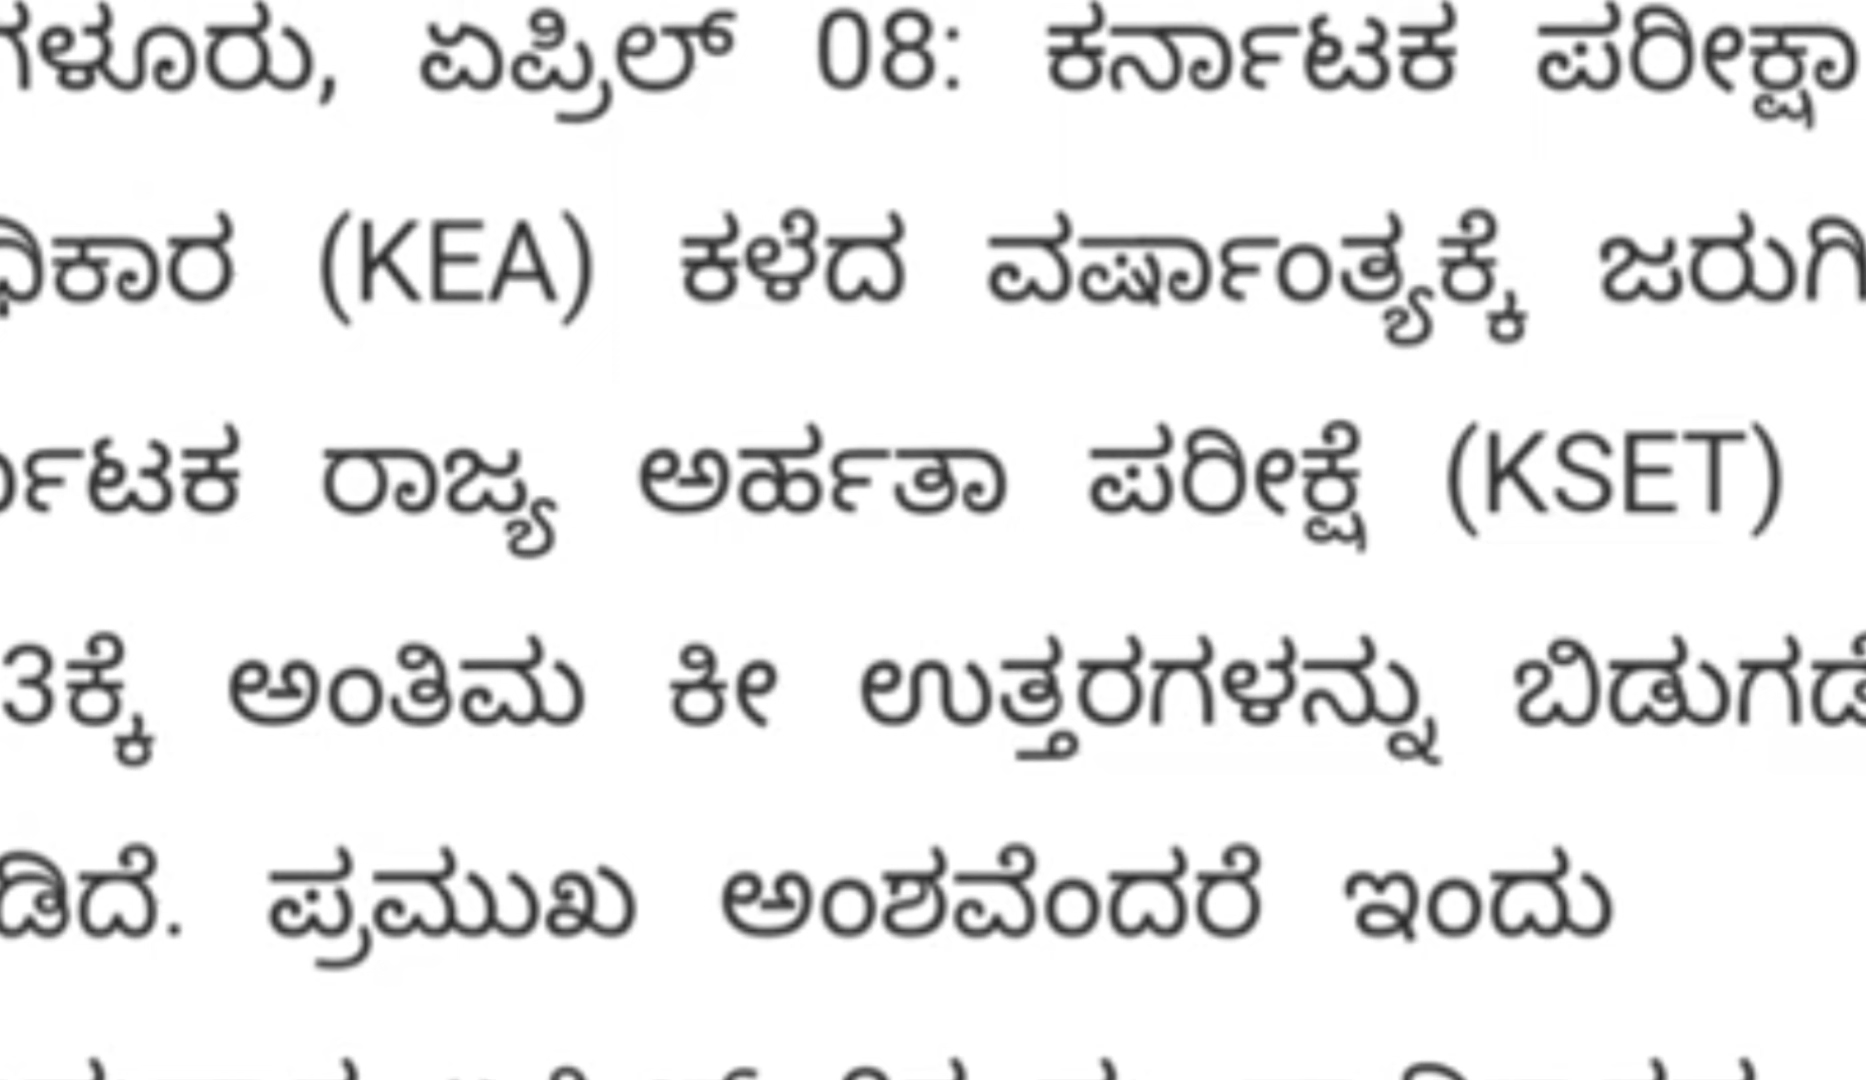 ಗಳೂರು, ಏಪ್ರಿಲ್ 08: ಕರ್ನಾಟಕ ಪರೀಕ್ಷಾ
ಧಿಕಾರ (KEA) ಕಳೆದ ವರ್ಷಾಂತ್ಯಕ್ಕೆ ಜರುಗಿ
ರ್ನಾಟಕ ರಾಜ್ಯ ಅರ್ಹತಾ ಪರೀಕ್ಷೆ (KSET)
3ಕ್ಕೆ ಅಂತಿಮ ಕೀ ಉತ್ತರಗಳನ್ನು ಬಿಡುಗಡೆ
ಡಿದೆ. ಪ್ರಮುಖ ಅಂಶವೆಂದರೆ ಇಂದು